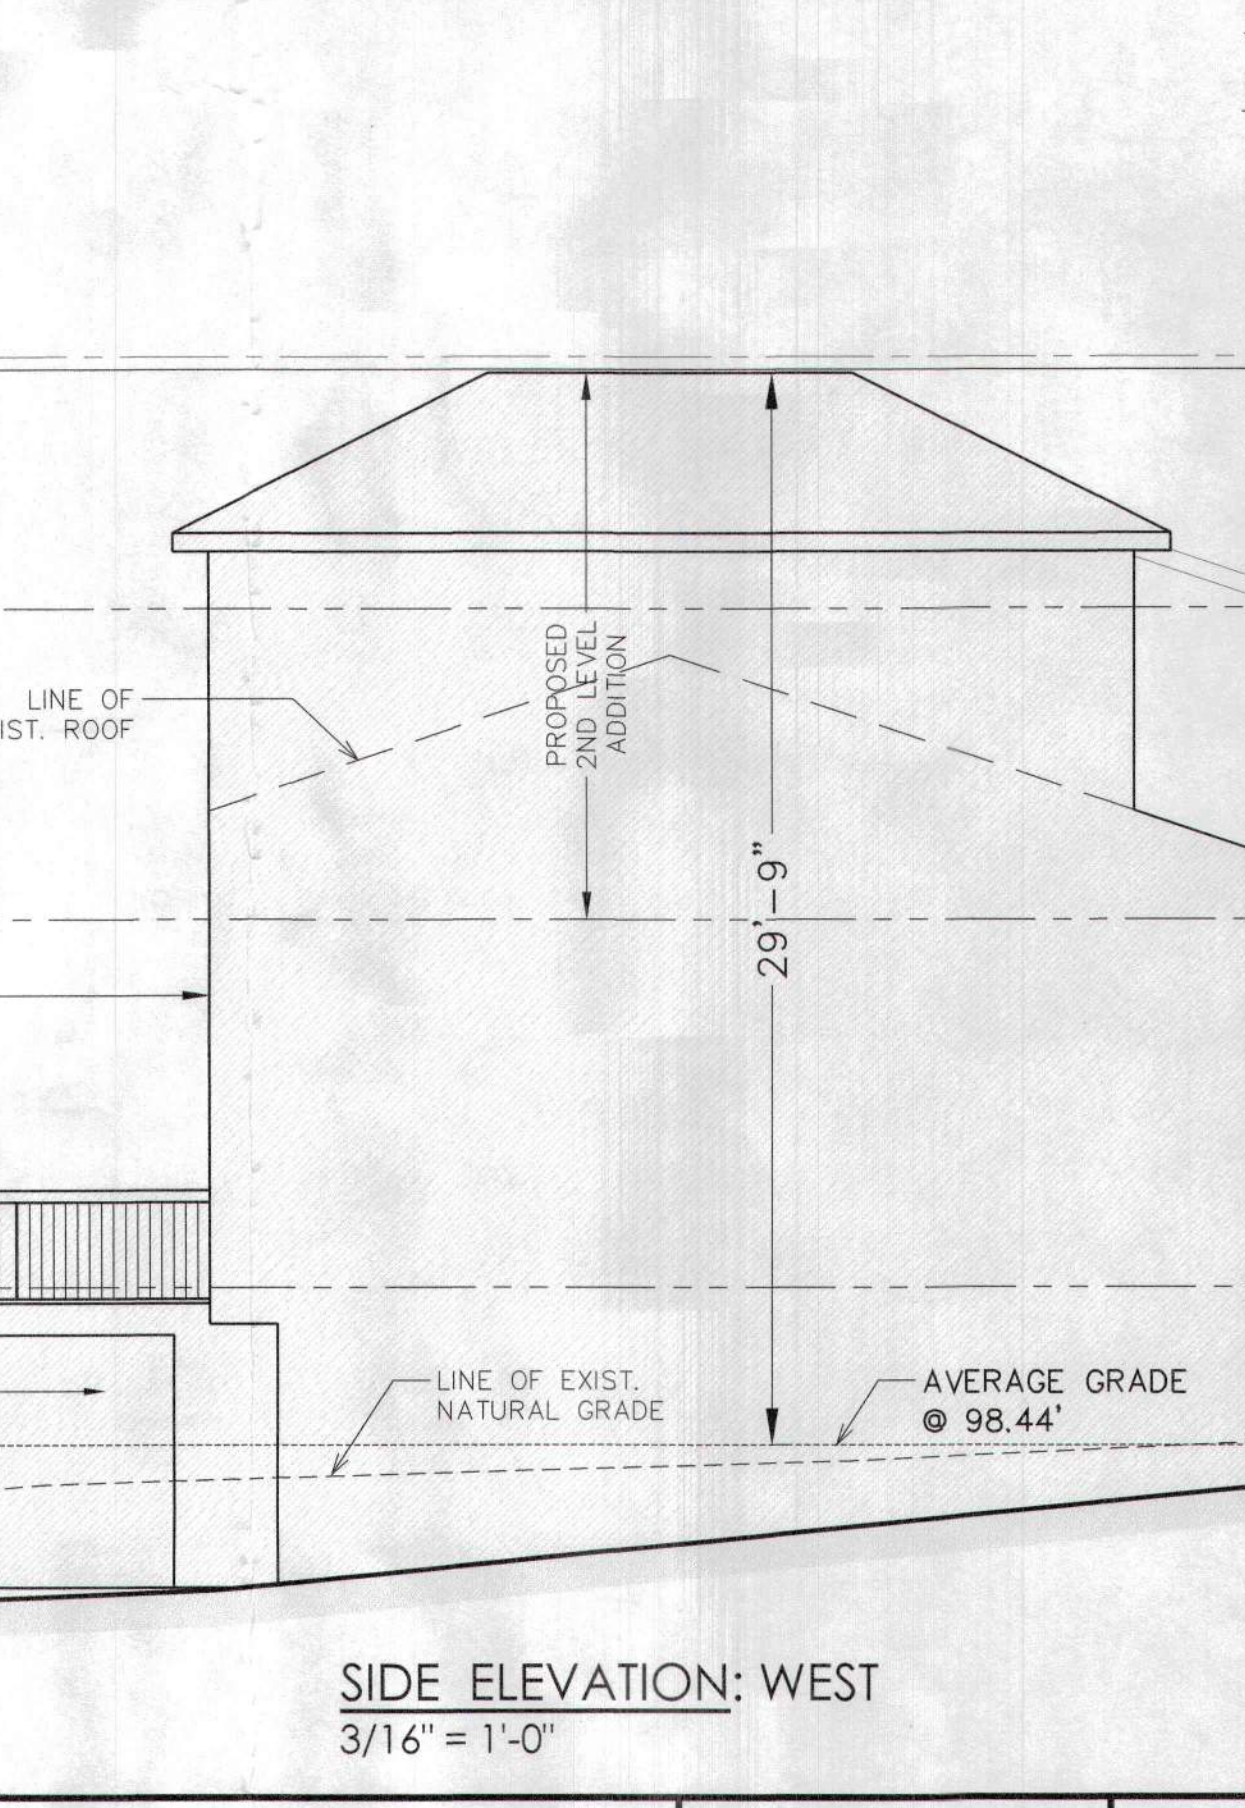 PROPOSED
2ND LEVEL
ADDITION
LINE OF
IST. ROOF
29'-9"
LINE OF EXIST.
NATURAL GRADE
AVERAGE GRADE
@ 98.44'
SIDE ELEVATION: WEST
3/16" = 1'-0"